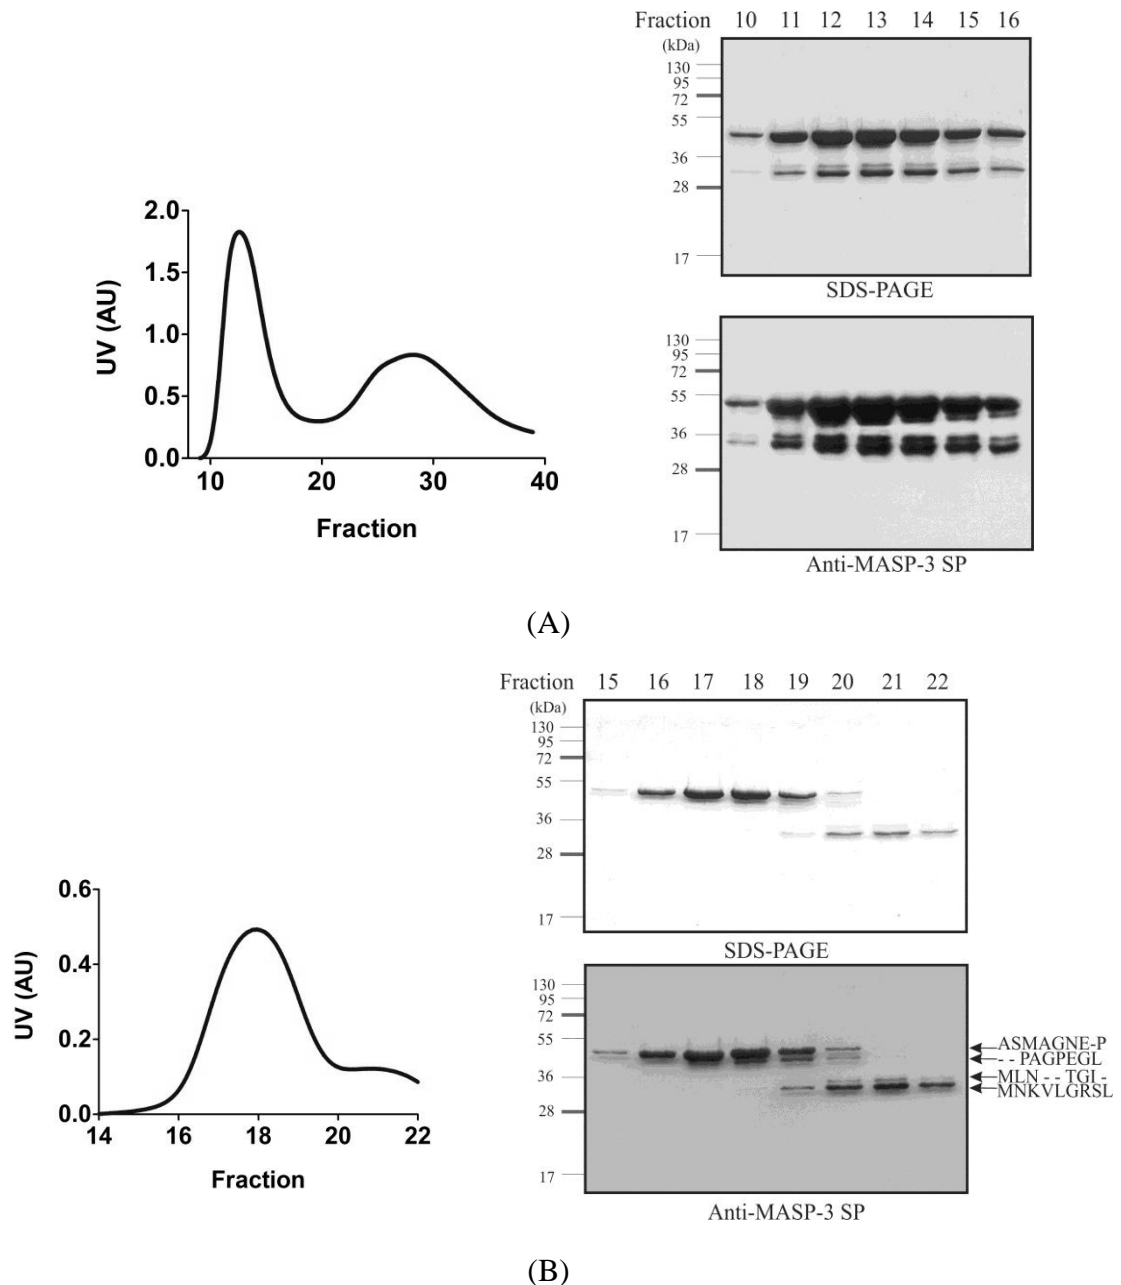 Fraction 10 11 12 13 14 15 16
(kDa)
130
95
72
55
36
28
17
SDS-PAGE
2.0
1.5
1.0
0.5
0.0
UV (AU)
10 20 30 40
Fraction
130
95
72
55
36
28
17
Anti-MASP-3 SP
(A)
Fraction 15 16 17 18 19 20 21 22
(kDa)
130
95
72
55
36
28
17
SDS-PAGE
0.6
0.4
0.2
0.0
UV (AU)
14 16 18 20 22
Fraction
130
95
72
55
36
28
17
ASMAGNE-P
--PAGPEGL
MLN--TGI-
MNKVLGRSL
Anti-MASP-3 SP
(B)